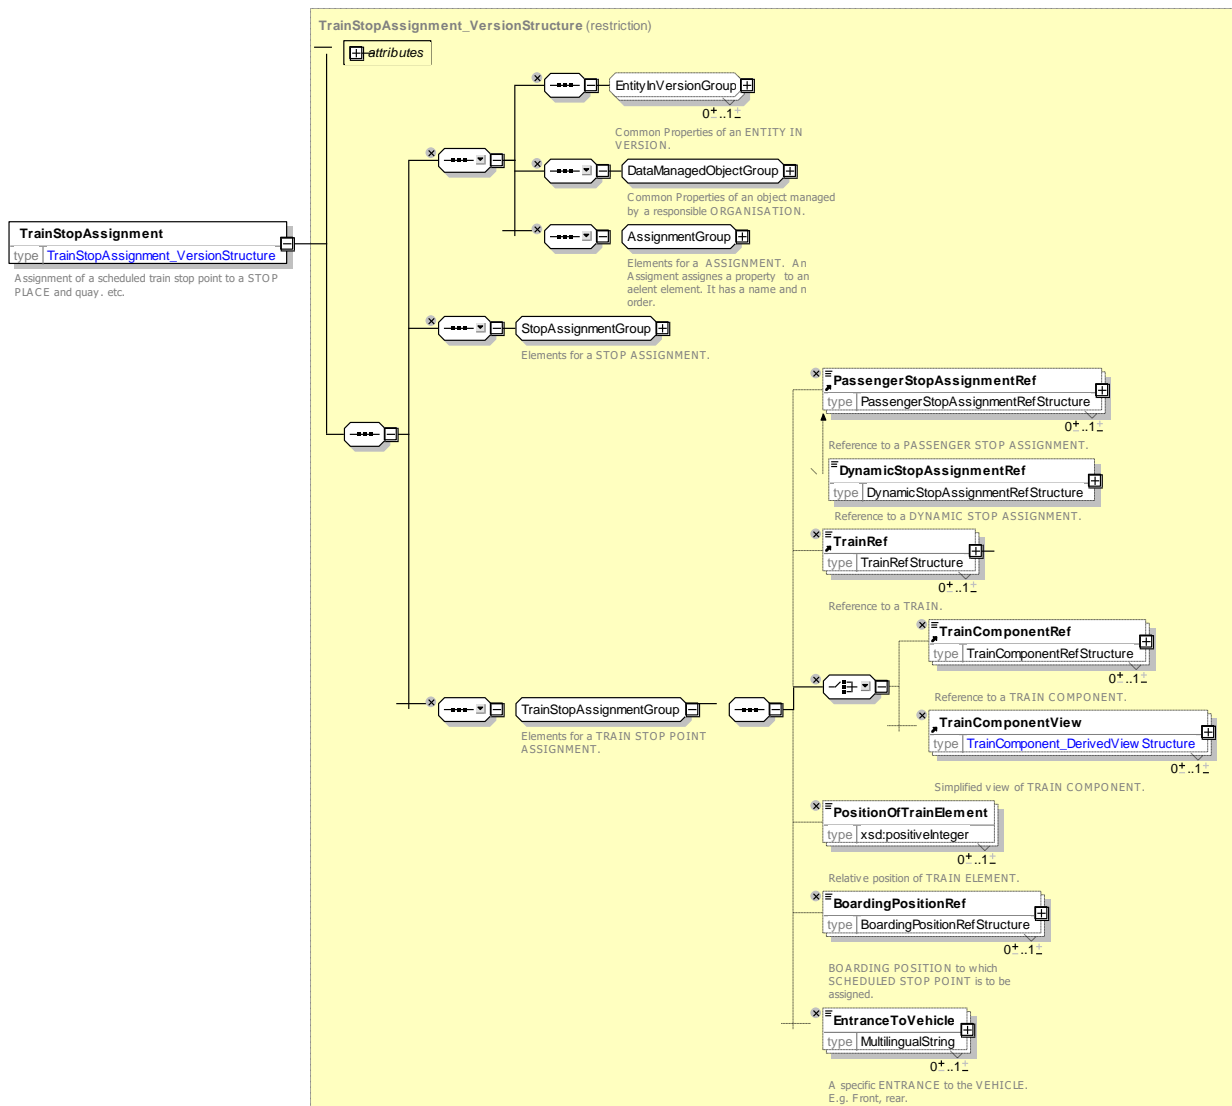 TrainStopAssignment_VersionStructure (restriction)
attributes
EntityInVersionGroup
0..1
Common Properties of an ENTITY IN
VERSION.
DataManagedObjectGroup
Common Properties of an object managed
by a responsible ORGANISATION.
TrainStopAssignment
type TrainStopAssignment_VersionStructure
Assignment of a scheduled train stop point to a STOP
PLACE and quay. etc.
AssignmentGroup
Elements for a ASSIGNMENT. An
Assigment assignes a property to an
aelent element. It has a name and n
order.
StopAssignmentGroup
Elements for a STOP ASSIGNMENT.
PassengerStopAssignmentRef
type PassengerStopAssignmentRefStructure
0..1
Reference to a PASSENGER STOP ASSIGNMENT.
DynamicStopAssignmentRef
type DynamicStopAssignmentRefStructure
Reference to a DYNAMIC STOP ASSIGNMENT.
TrainRef
type TrainRefStructure
0..1
Reference to a TRAIN.
TrainComponentRef
type TrainComponentRefStructure
0..1
Reference to a TRAIN COMPONENT.
TrainComponentView
type TrainComponent_DerivedViewStructure
0..1
Simplified view of TRAIN COMPONENT.
TrainStopAssignmentGroup
Elements for a TRAIN STOP POINT
ASSIGNMENT.
PositionOfTrainElement
type xsd:positiveInteger
0..1
Relative position of TRAIN ELEMENT.
BoardingPositionRef
type BoardingPositionRefStructure
0..1
BOARDING POSITION to which
SCHEDULED STOP POINT is to be
assigned.
EntranceToVehicle
type MultilingualString
0..1
A specific ENTRANCE to the VEHICLE.
E.g. Front, rear.